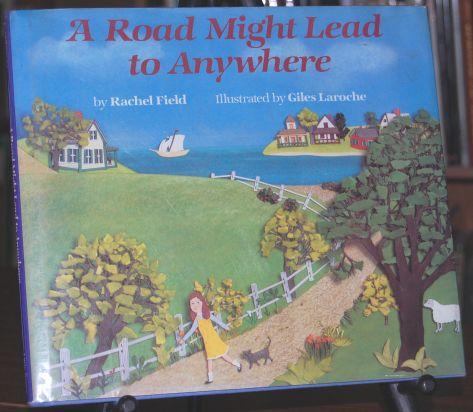 A Road Might Lead
to Anywhere
by Rachel Field
Illustrated by Giles Laroche